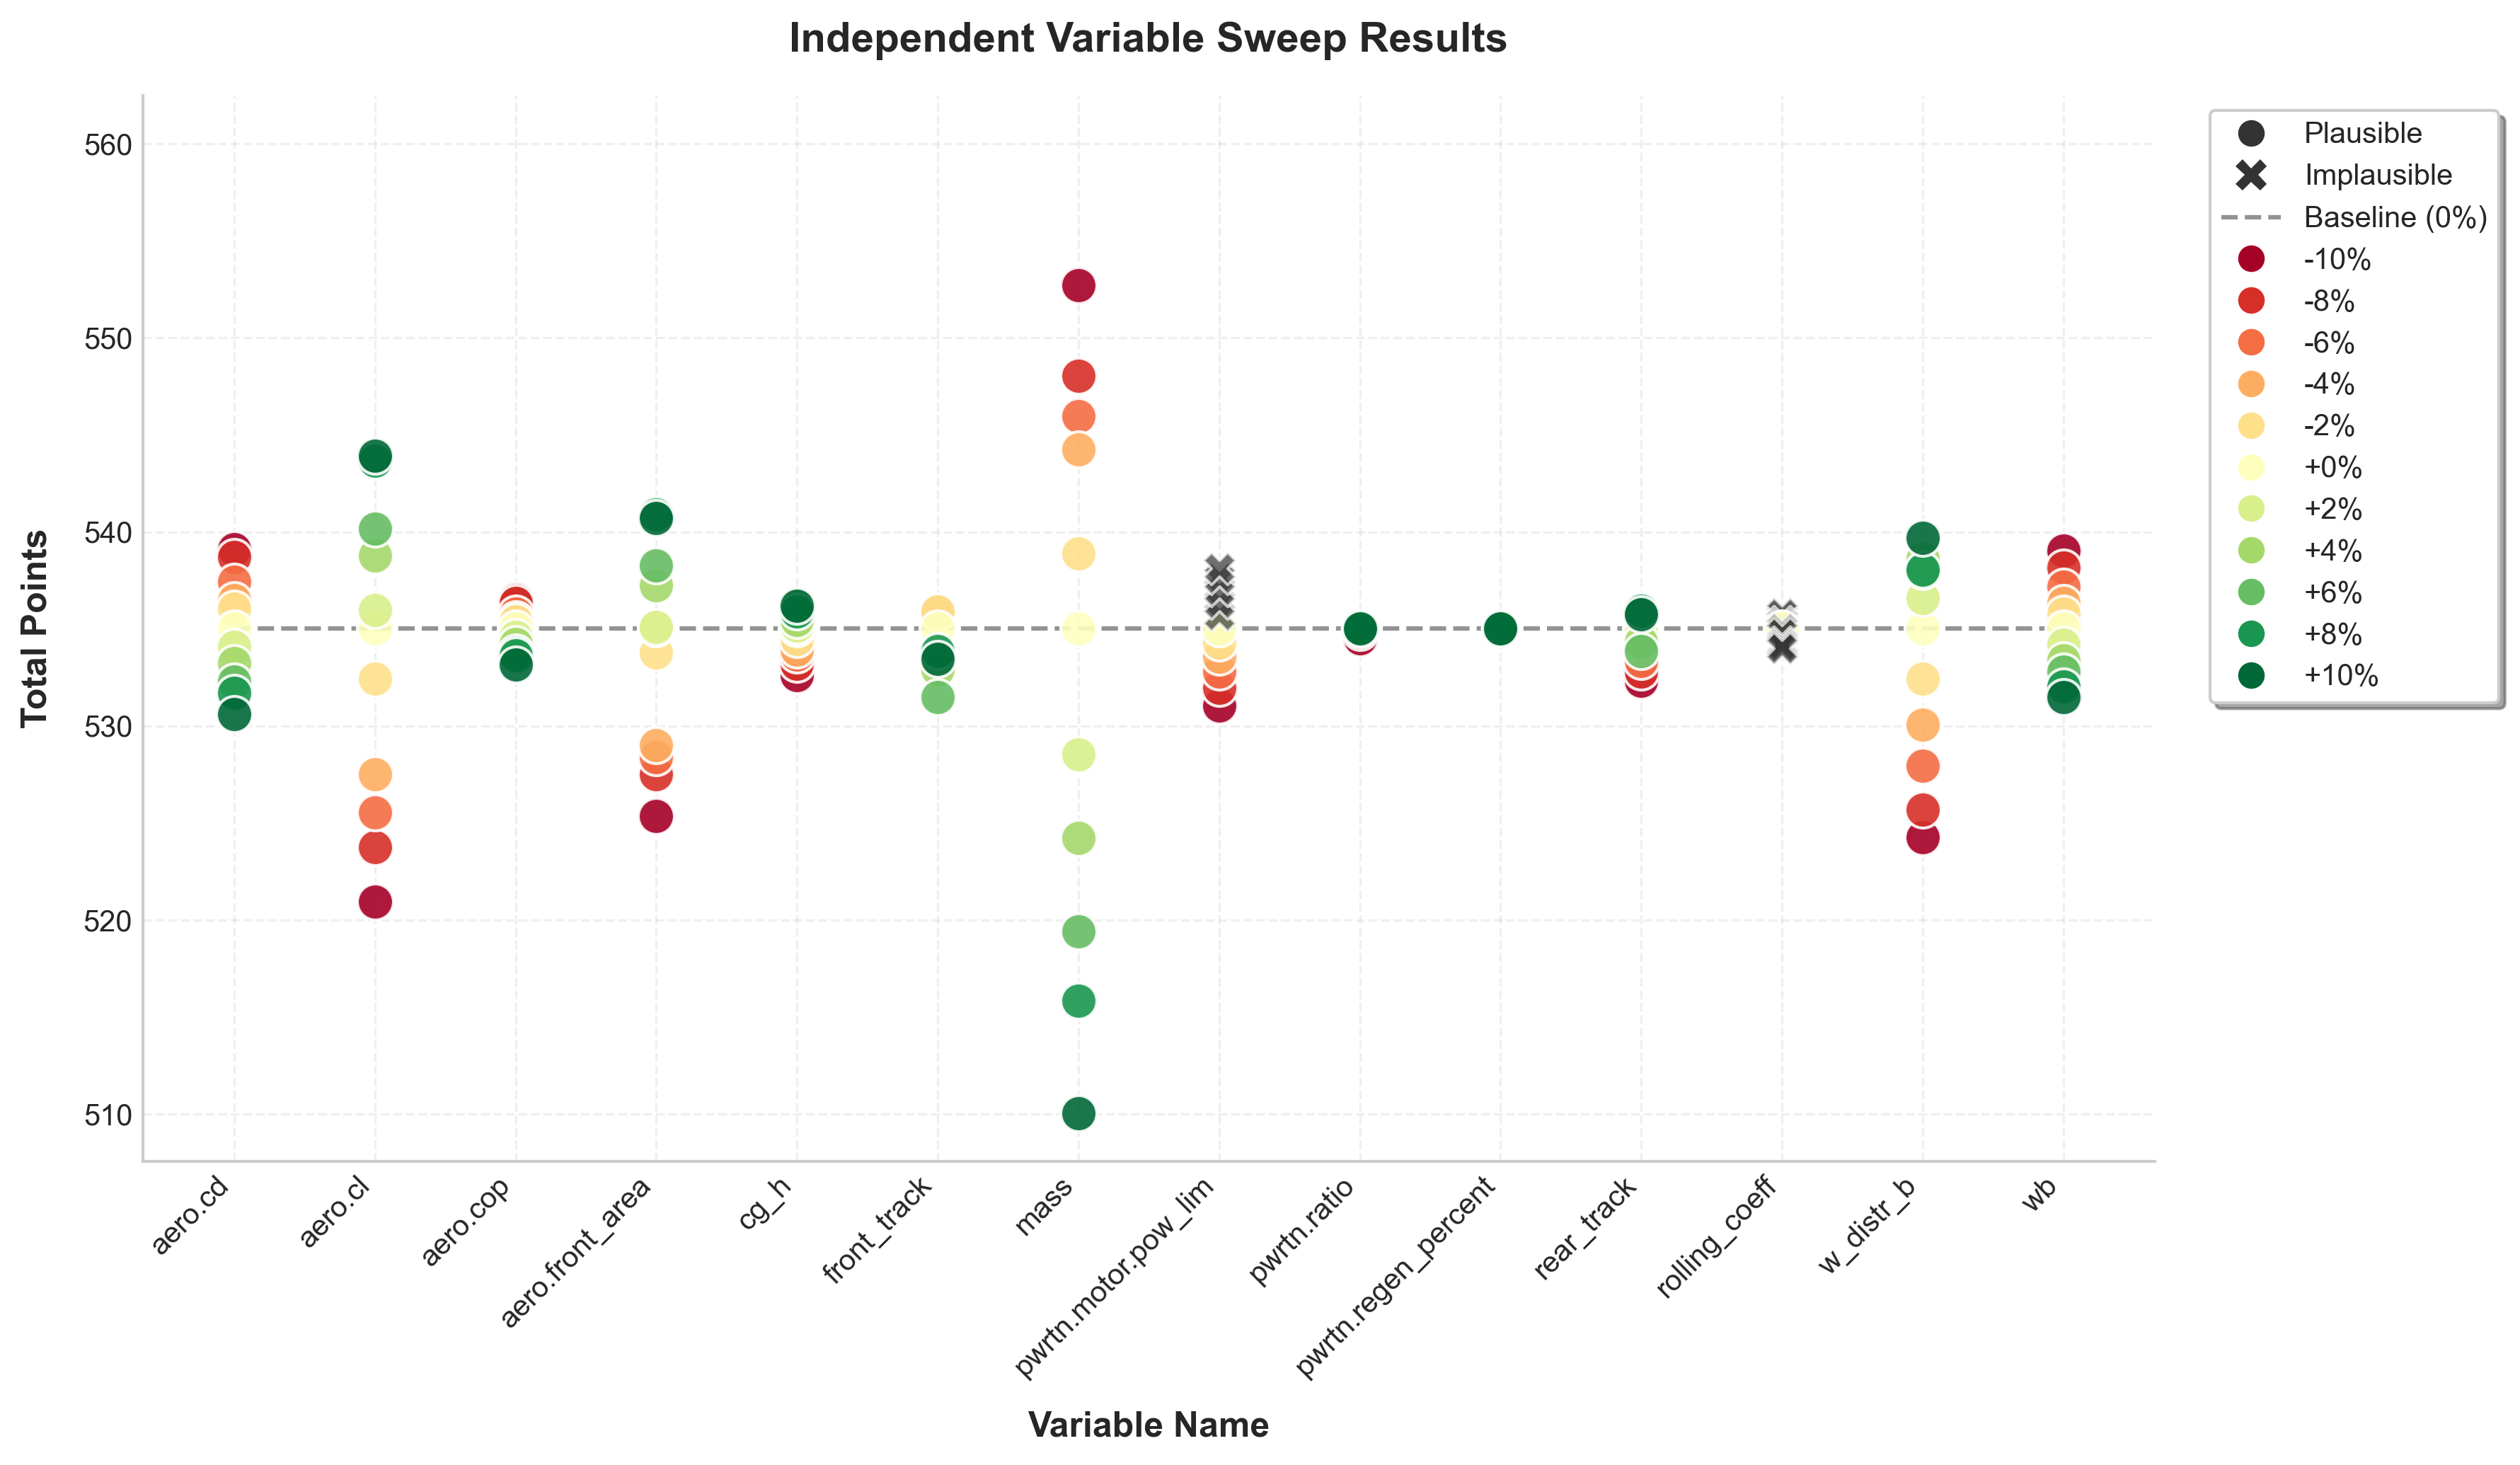 Independent Variable Sweep Results
Total Points
560
550
540
530
520
510
aero.cd
aero.cl
aero.cop
aero.front_area
cg_h
front_track
mass
pwrtn.motor.pow_lim
pwrtn.ratio
pwrtn.regen_percent
rear_track
rolling_coeff
w_distr_b
wb
Variable Name
Plausible
Implausible
Baseline (0%)
-10%
-8%
-6%
-4%
-2%
+0%
+2%
+4%
+6%
+8%
+10%